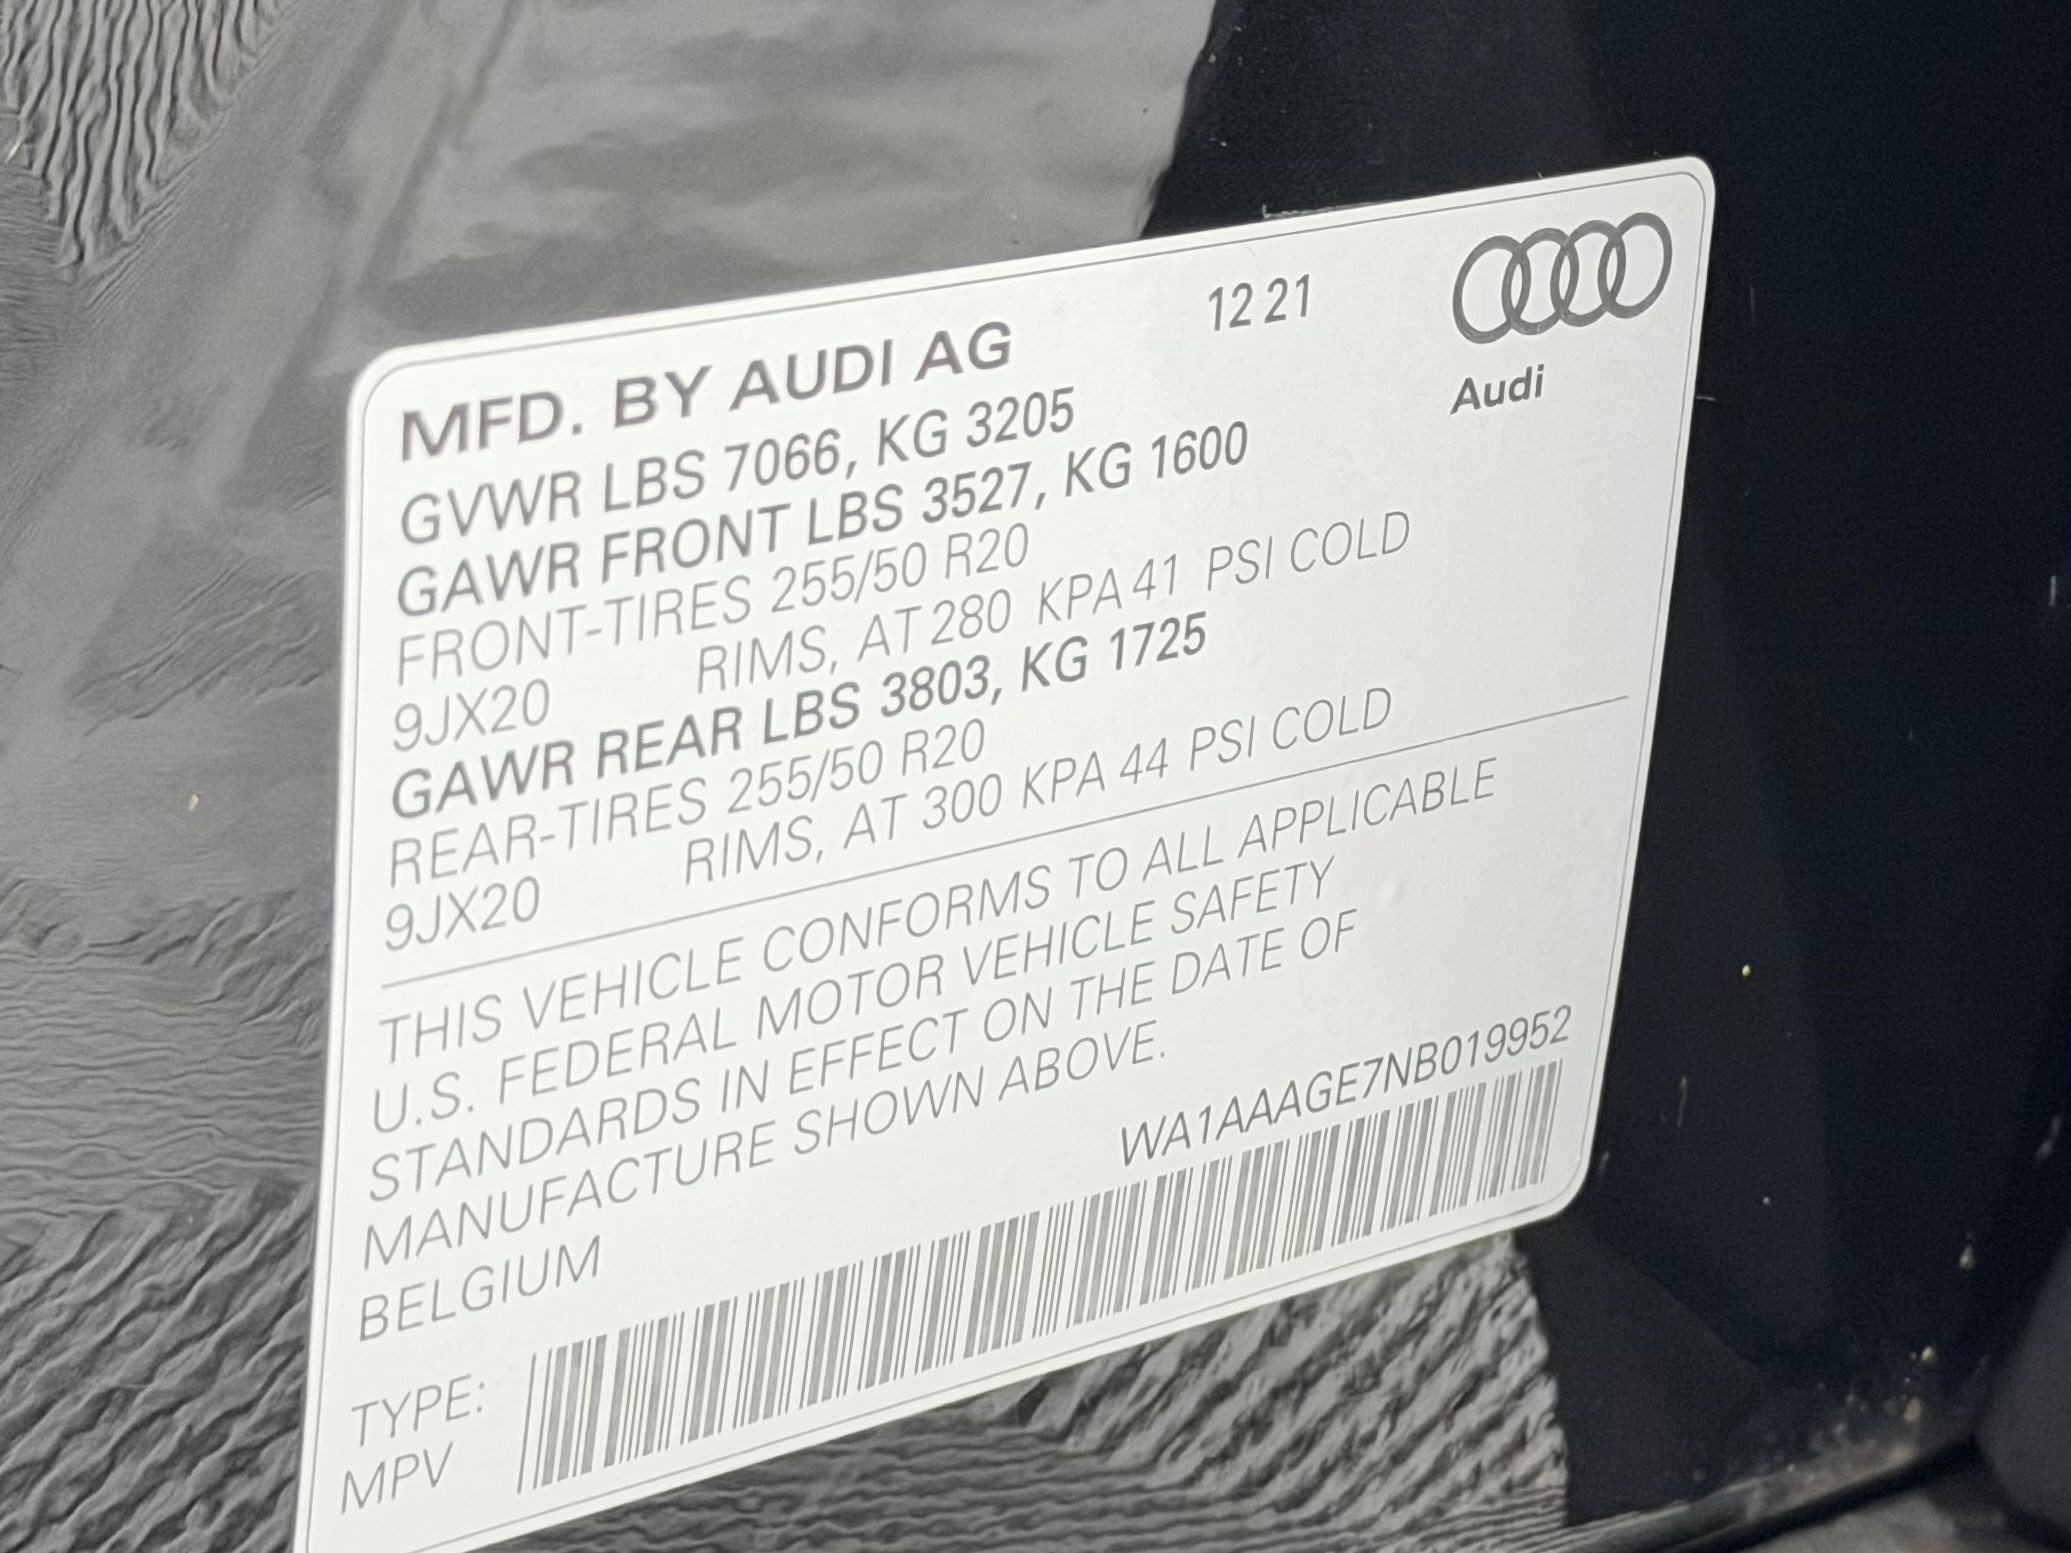 MFD. BY AUDI AG 12 21
Audi
GVWR LBS 7066, KG 3205
GAWR FRONT LBS 3527, KG 1600
FRONT-TIRES 255/50 R20
9JX20 RIMS, AT 280 KPA 41 PSI COLD
GAWR REAR LBS 3803, KG 1725
REAR-TIRES 255/50 R20
9JX20 RIMS, AT 300 KPA 44 PSI COLD
THIS VEHICLE CONFORMS TO ALL APPLICABLE
U.S. FEDERAL MOTOR VEHICLE SAFETY
STANDARDS IN EFFECT ON THE DATE OF
MANUFACTURE SHOWN ABOVE.
BELGIUM WA1AAAGE7NB019952
TYPE:
MPV